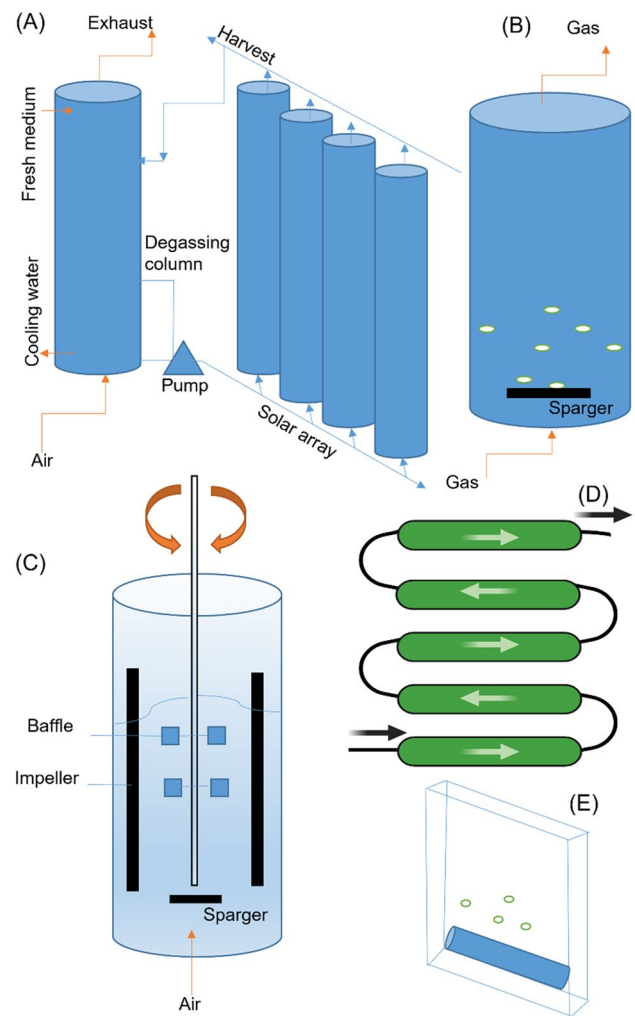 (A)
Exhaust
Harvest
(B)
Gas
Fresh medium
Degassing
column
Cooling water
Pump
Solar array
Sparger
Air
Gas
(C)
(D)
Baffle
Impeller
Sparger
Air
(E)